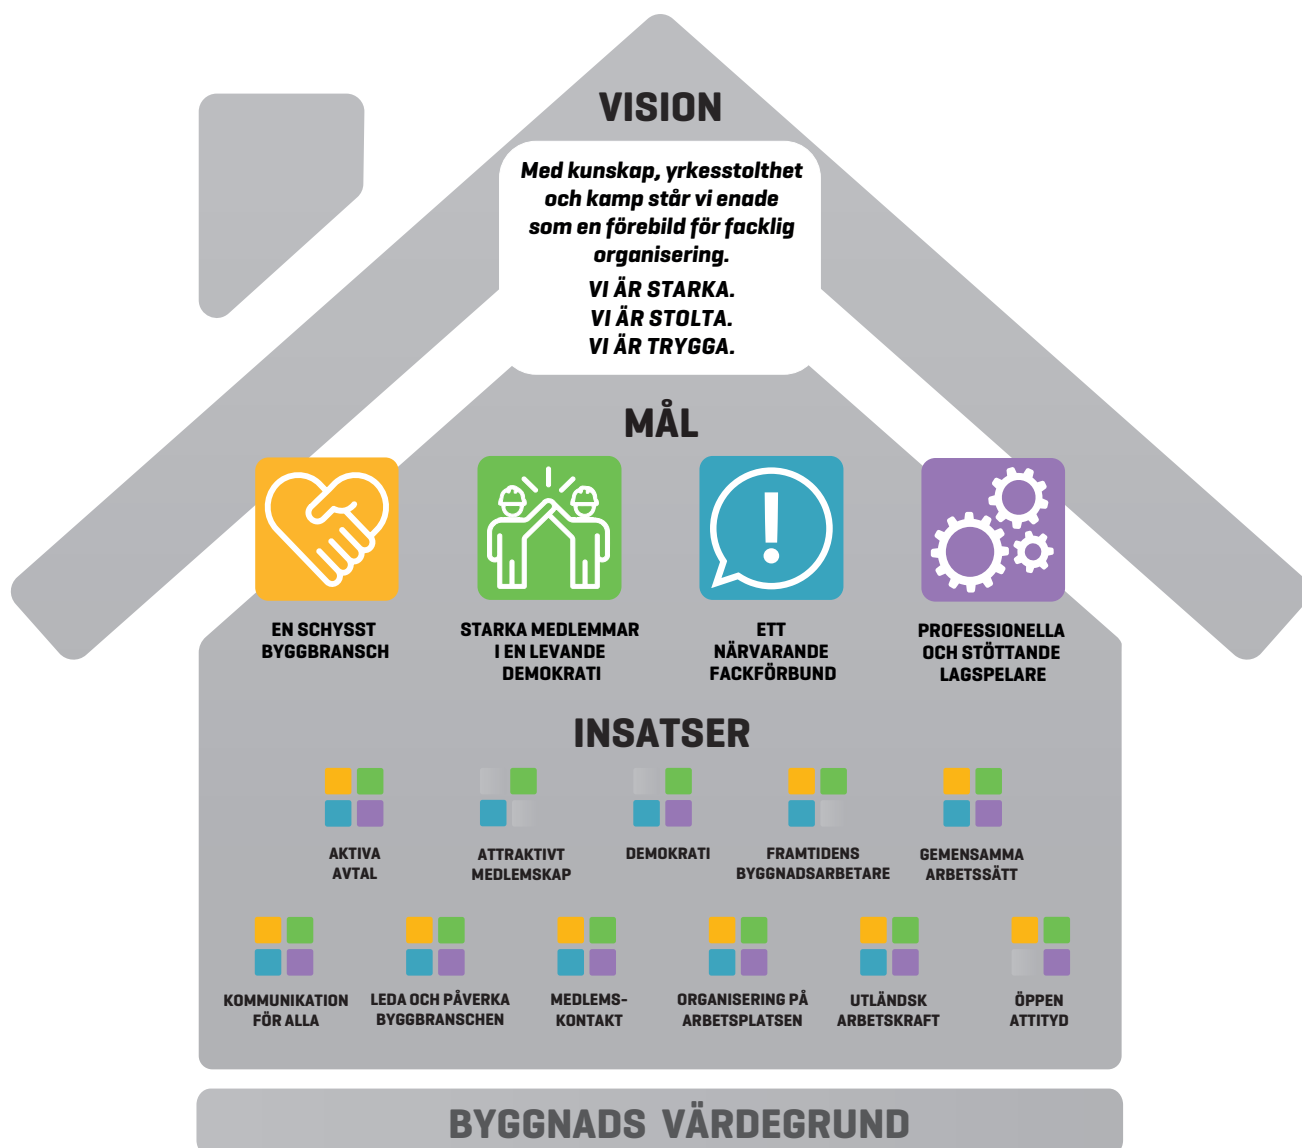 VISION
Med kunskap, yrkesstolthet
och kamp står vi enade
som en förebild för facklig
organisering.
VI ÄR STARKA.
VI ÄR STOLTA.
VI ÄR TRYGGA.
MÅL
EN SCHYSST
BYGGBRANSCH
STARKA MEDLEMMAR
I EN LEVANDE
DEMOKRATI
ETT
NÄRVARANDE
FACKFÖRBUND
PROFESSIONELLA
OCH STÖTTANDE
LAGSPELARE
INSATSER
AKTIVA
AVTAL
ATTRAKTIVT
MEDLEMSKAP
DEMOKRATI
FRAMTIDENS
BYGGNADSARBETARE
GEMENSAMMA
ARBETSSÄTT
KOMMUNIKATION
FÖR ALLA
LEDA OCH PÅVERKA
BYGGBRANSCHEN
MEDLEMS-
KONTAKT
ORGANISERING PÅ
ARBETSPLATSEN
UTLÄNDSK
ARBETSKRAFT
ÖPPEN
ATTITYD
BYGGNADS VÄRDEGRUND